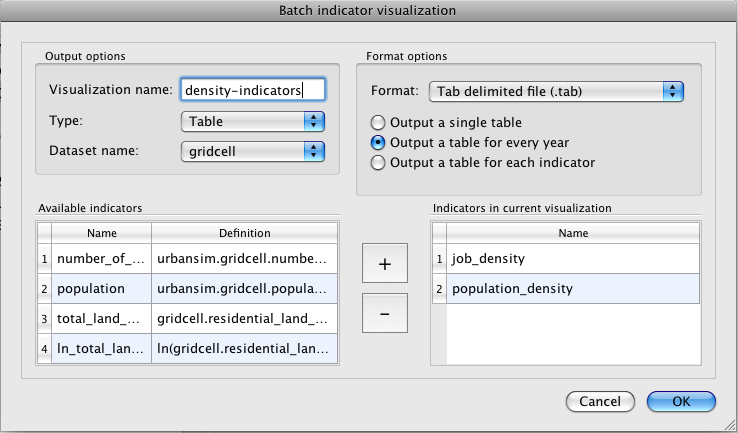 Batch indicator visualization
Output options
Visualization name: density-indicators
Type: Table
Dataset name: gridcell
Format options
Format: Tab delimited file (.tab)
Output a single table
Output a table for every year
Output a table for each indicator
Available indicators
Name Definition
1 number_of_... urbansim.gridcell.numbe...
2 population urbansim.gridcell.popula...
3 total_land_... gridcell.residential_land_...
4 ln_total_lan... ln(gridcell.residential_lan...
+
-
Indicators in current visualization
Name
1 job_density
2 population_density
Cancel OK